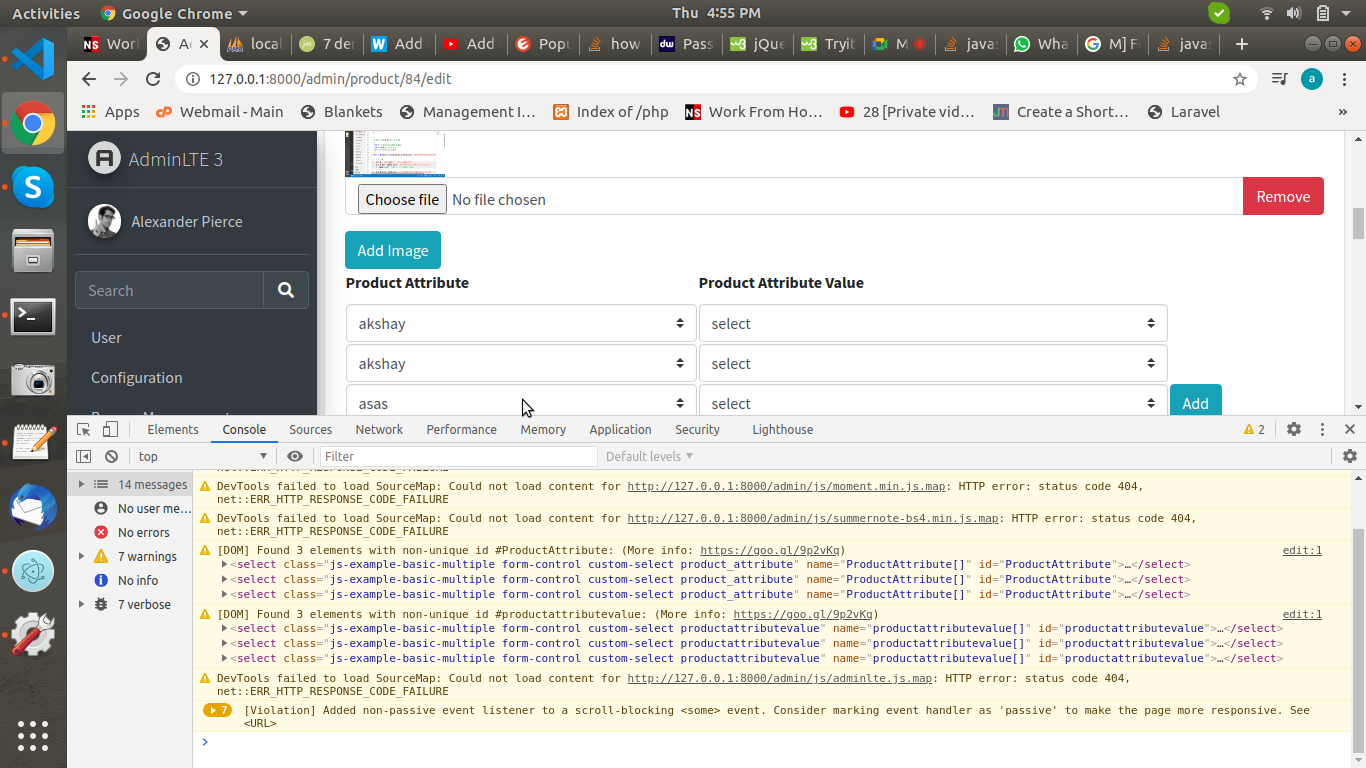 Activities Google Chrome Thu 4:55 PM
NS Wor Ac local 7 der W Add Add Popu how dw Pass w3 jQue w3 Tryit M javas Wha M] F javas
127.0.0.1:8000/admin/product/84/edit a
Apps Webmail - Main Blankets Management I... Index of /php NS Work From Ho... 28 [Private vid... Create a Short... Laravel »
AdminLTE 3
Alexander Pierce
Search
User
Configuration
Choose file No file chosen Remove
Add Image
Product Attribute Product Attribute Value
akshay select
akshay select
asas select Add
Elements Console Sources Network Performance Memory Application Security Lighthouse 2
top Filter Default levels
14 messages
No user me...
No errors
7 warnings
No info
7 verbose
net::ERR_HTTP_RESPONSE_CODE_FAILURE
DevTools failed to load SourceMap: Could not load content for http://127.0.0.1:8000/admin/js/moment.min.js.map: HTTP error: status code 404,
net::ERR_HTTP_RESPONSE_CODE_FAILURE
DevTools failed to load SourceMap: Could not load content for http://127.0.0.1:8000/admin/js/summernote-bs4.min.js.map: HTTP error: status code 404,
net::ERR_HTTP_RESPONSE_CODE_FAILURE
[DOM] Found 3 elements with non-unique id #ProductAttribute: (More info: https://goo.gl/9p2vKq) edit:1
<select class="js-example-basic-multiple form-control custom-select product_attribute" name="ProductAttribute[]" id="ProductAttribute">…</select>
<select class="js-example-basic-multiple form-control custom-select product_attribute" name="ProductAttribute[]" id="ProductAttribute">…</select>
<select class="js-example-basic-multiple form-control custom-select product_attribute" name="ProductAttribute[]" id="ProductAttribute">…</select>
[DOM] Found 3 elements with non-unique id #productattributevalue: (More info: https://goo.gl/9p2vKq) edit:1
<select class="js-example-basic-multiple form-control custom-select productattributevalue" name="productattributevalue[]" id="productattributevalue">…</select>
<select class="js-example-basic-multiple form-control custom-select productattributevalue" name="productattributevalue[]" id="productattributevalue">…</select>
<select class="js-example-basic-multiple form-control custom-select productattributevalue" name="productattributevalue[]" id="productattributevalue">…</select>
DevTools failed to load SourceMap: Could not load content for http://127.0.0.1:8000/admin/js/adminlte.js.map: HTTP error: status code 404,
net::ERR_HTTP_RESPONSE_CODE_FAILURE
7 [Violation] Added non-passive event listener to a scroll-blocking <some> event. Consider marking event handler as 'passive' to make the page more responsive. See
<URL>